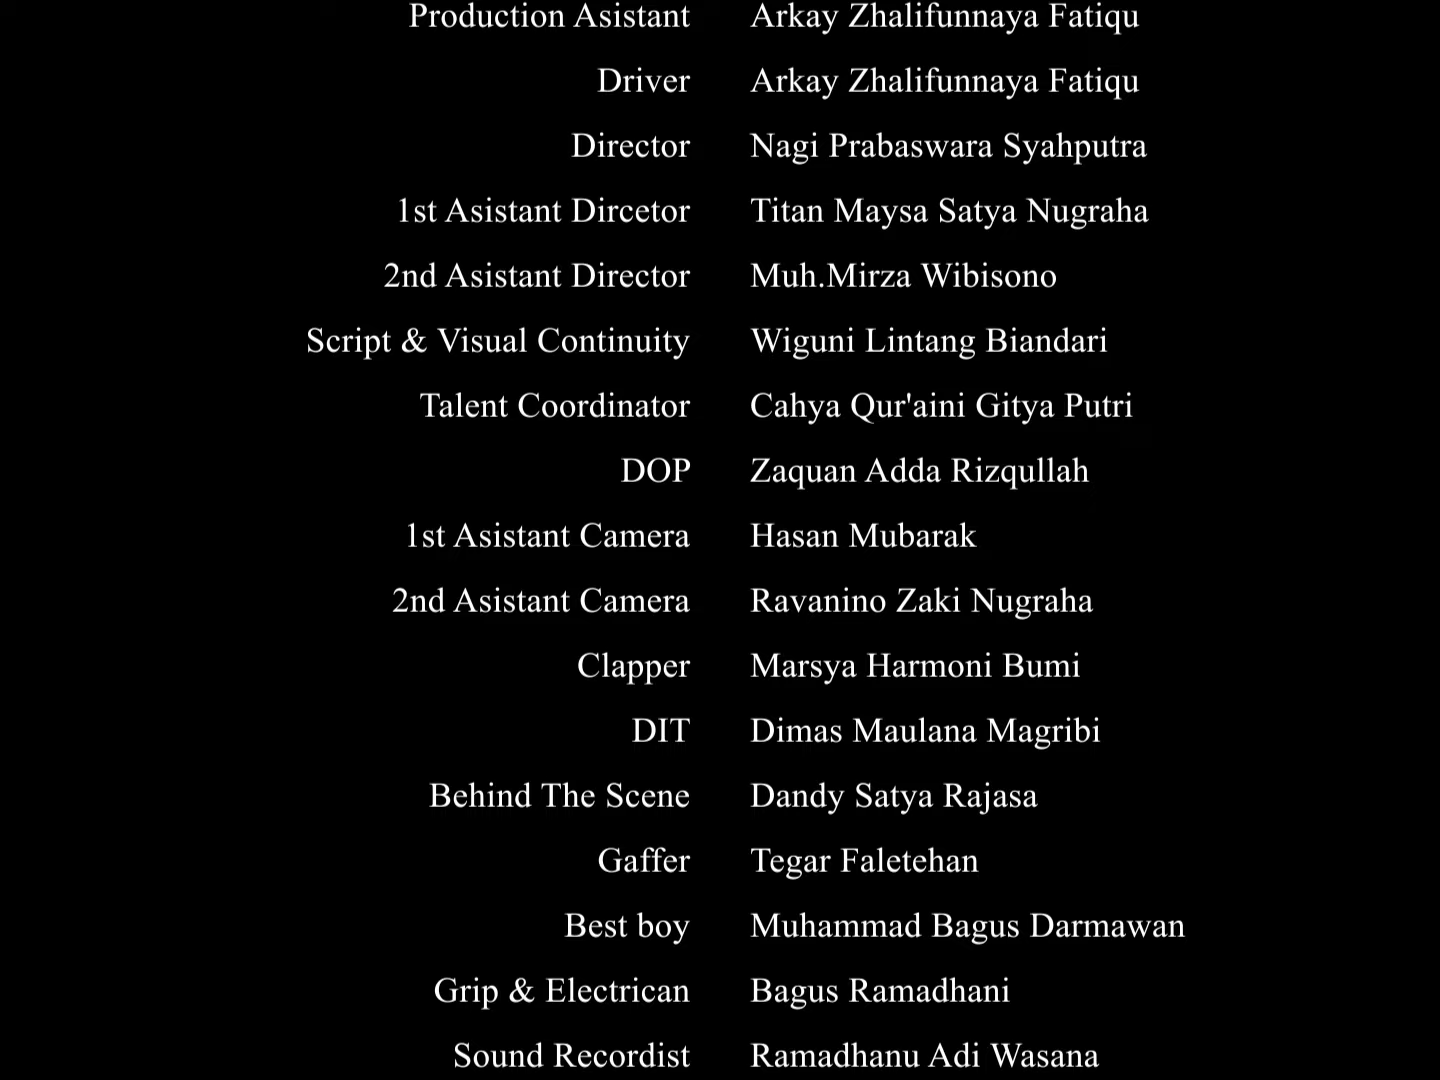 Production Asistant Arkay Zhalifunnaya Fatiqu
Driver Arkay Zhalifunnaya Fatiqu
Director Nagi Prabaswara Syahputra
1st Asistant Dircetor Titan Maysa Satya Nugraha
2nd Asistant Director Muh.Mirza Wibisono
Script & Visual Continuity Wiguni Lintang Biandari
Talent Coordinator Cahya Qur'aini Gitya Putri
DOP Zaquan Adda Rizqullah
1st Asistant Camera Hasan Mubarak
2nd Asistant Camera Ravanino Zaki Nugraha
Clapper Marsya Harmoni Bumi
DIT Dimas Maulana Magribi
Behind The Scene Dandy Satya Rajasa
Gaffer Tegar Faletehan
Best boy Muhammad Bagus Darmawan
Grip & Electrican Bagus Ramadhani
Sound Recordist Ramadhanu Adi Wasana